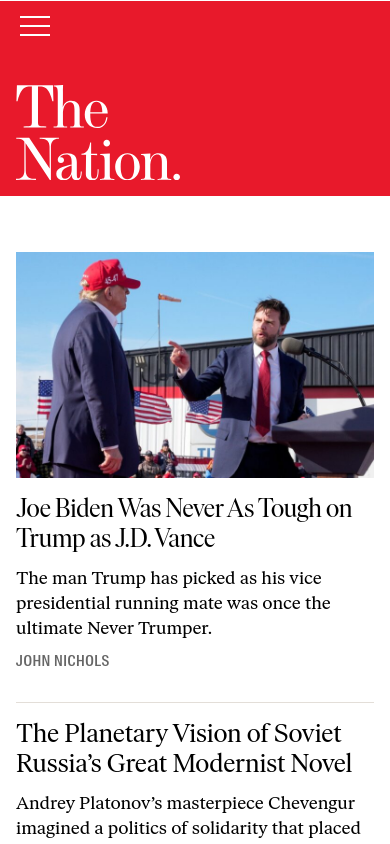 The
Nation.
45-47
Joe Biden Was Never As Tough on
Trump as J.D. Vance
The man Trump has picked as his vice
presidential running mate was once the
ultimate Never Trumper.
JOHN NICHOLS
The Planetary Vision of Soviet
Russia’s Great Modernist Novel
Andrey Platonov’s masterpiece Chevengur
imagined a politics of solidarity that placed